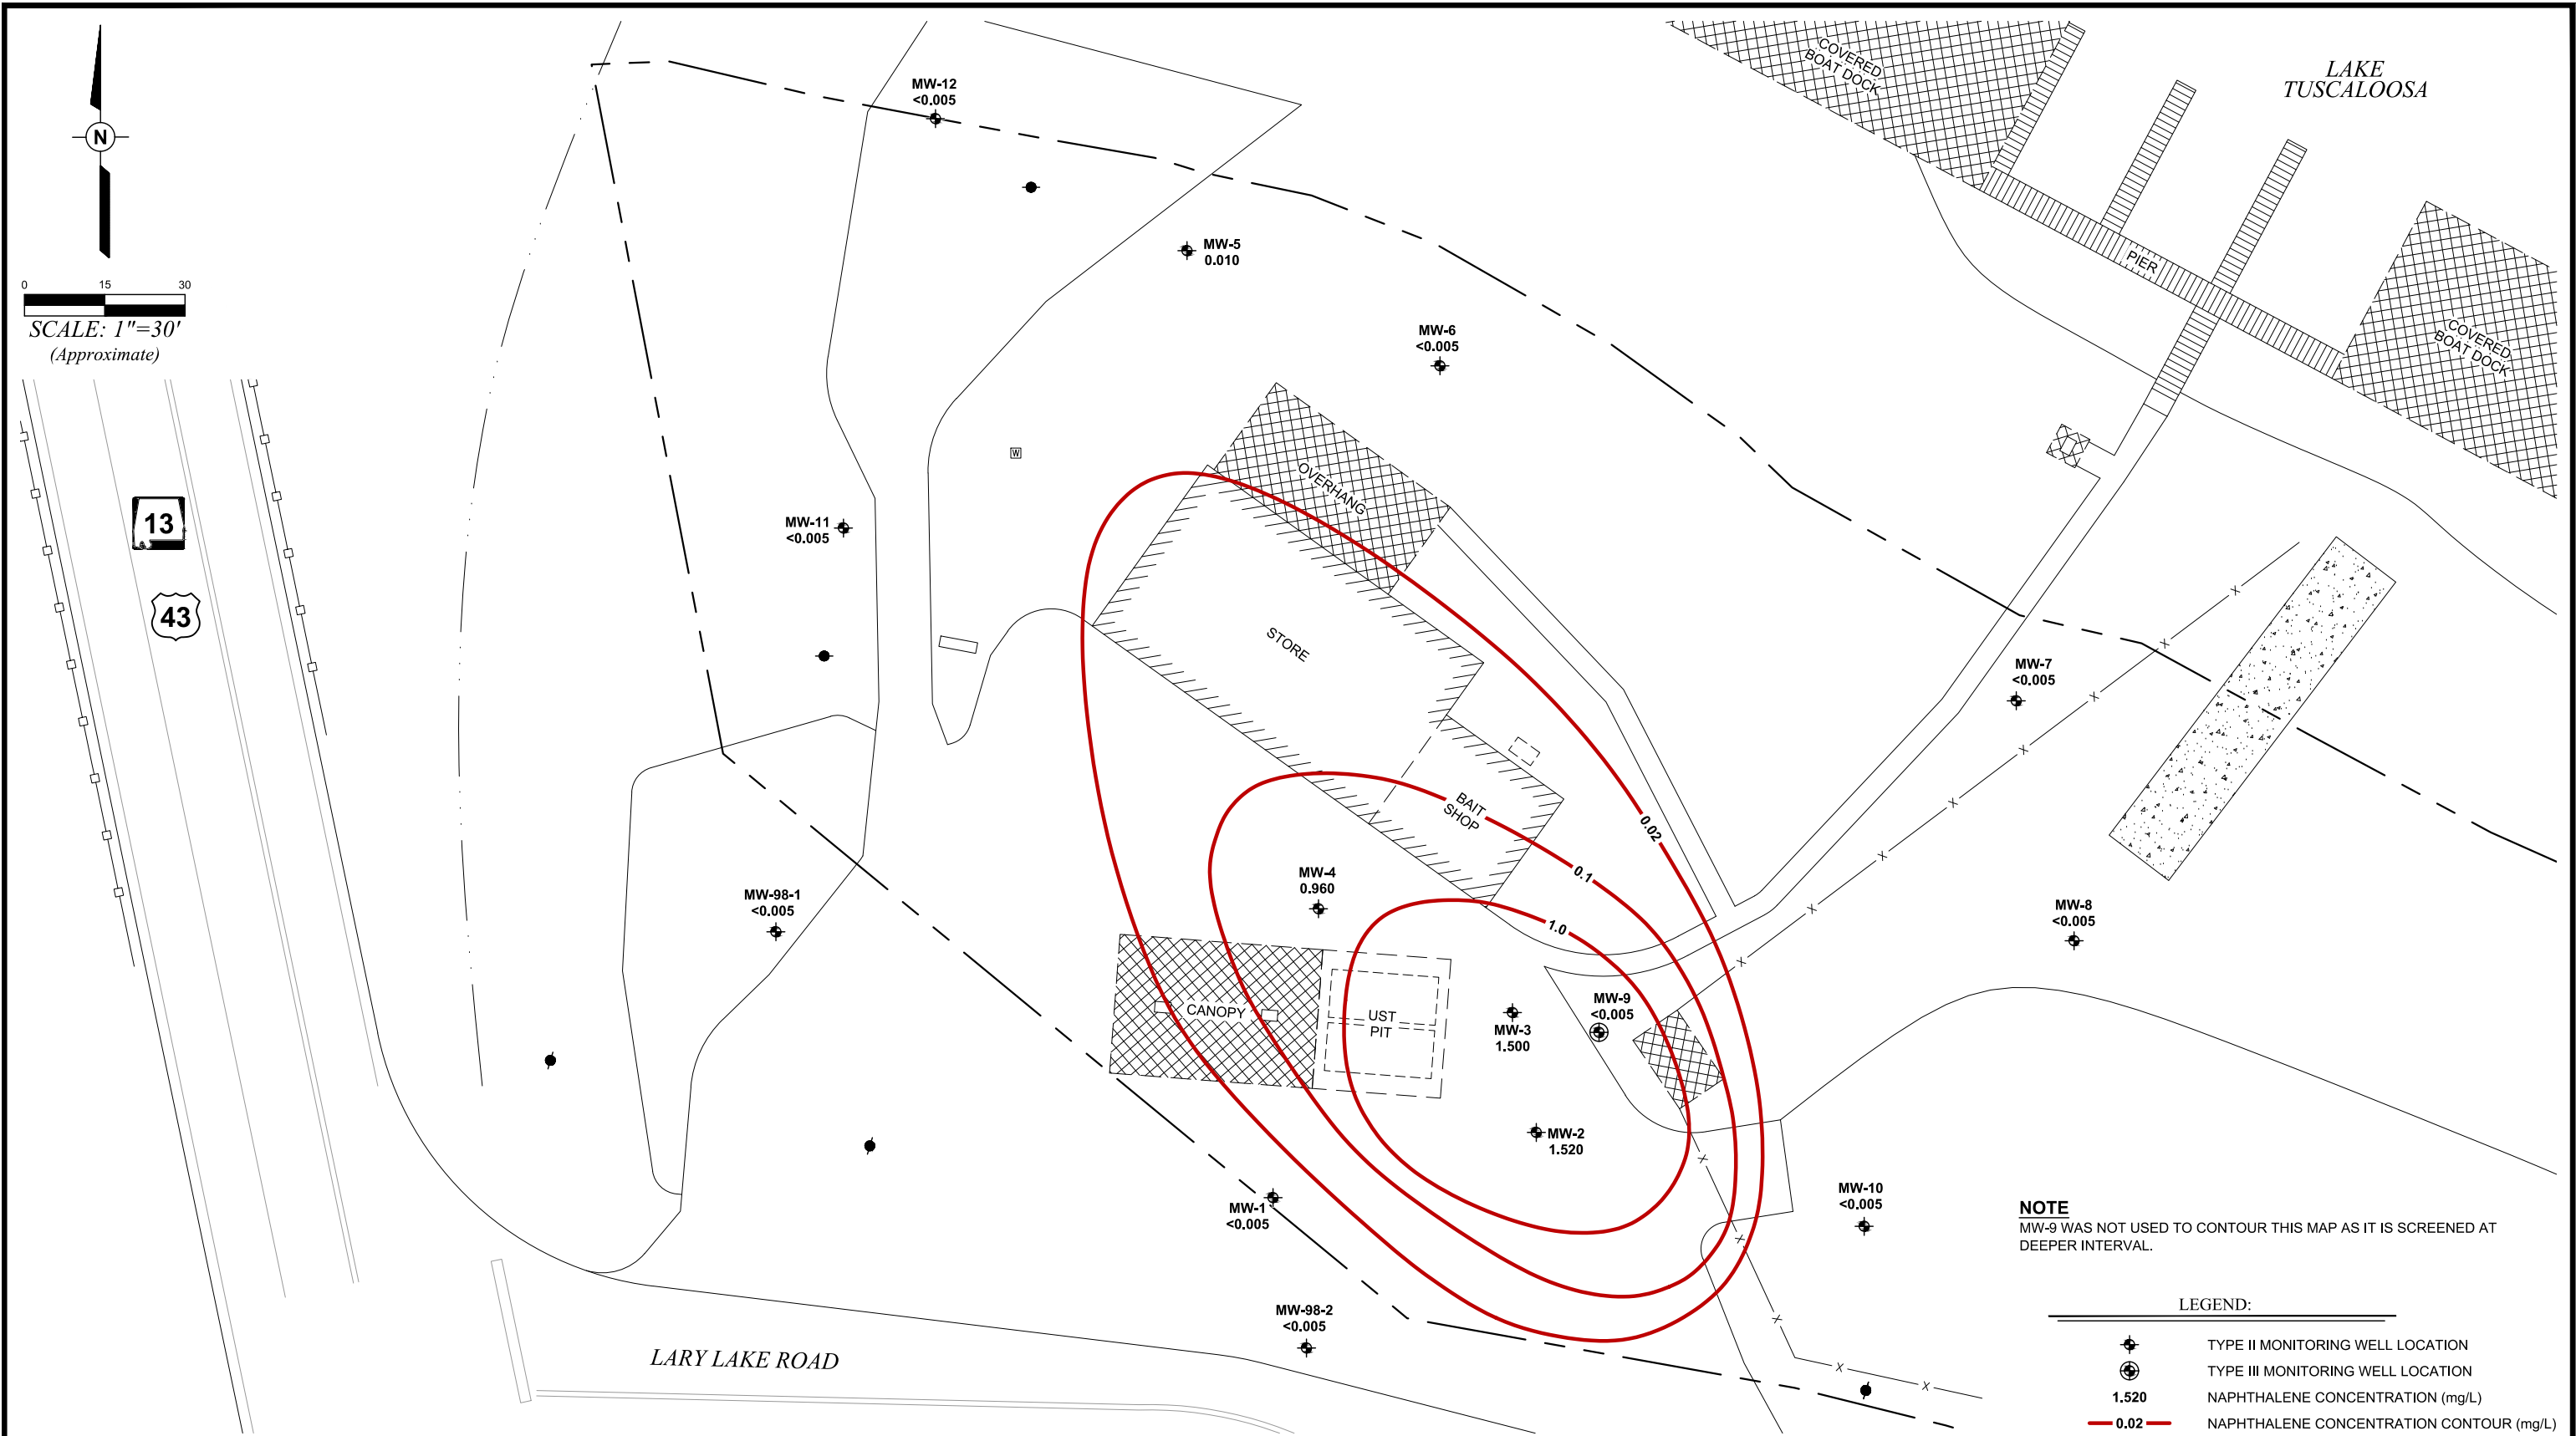 LAKE
TUSCALOOSA
COVERED
BOAT DOCK
MW-12
<0.005
N
MW-5
0.010
PIER
0 15 30
SCALE: 1"=30'
(Approximate)
MW-6
<0.005
COVERED
BOAT DOCK
W
OVERHANG
13
MW-11
<0.005
43
STORE
MW-7
<0.005
BAIT
SHOP
0.02
0.1
MW-4
0.960
MW-98-1
<0.005
1.0
MW-8
<0.005
CANOPY
UST
PIT
MW-9
<0.005
MW-3
1.500
MW-2
1.520
MW-1
<0.005
MW-10
<0.005
NOTE
MW-9 WAS NOT USED TO CONTOUR THIS MAP AS IT IS SCREENED AT
DEEPER INTERVAL.
MW-98-2
<0.005
LARY LAKE ROAD
LEGEND:
TYPE II MONITORING WELL LOCATION
TYPE III MONITORING WELL LOCATION
1.520 NAPHTHALENE CONCENTRATION (mg/L)
0.02 NAPHTHALENE CONCENTRATION CONTOUR (mg/L)